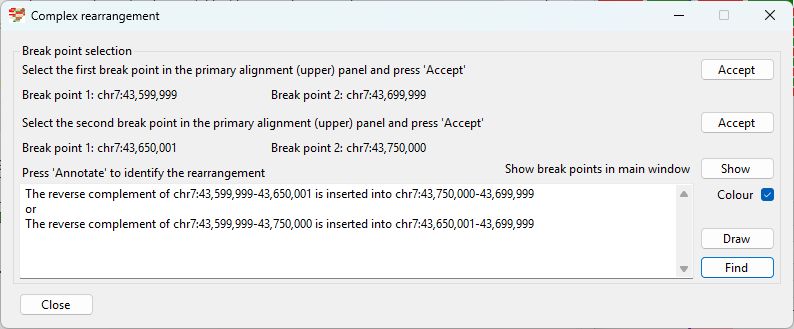 Complex rearrangement
Break point selection
Select the first break point in the primary alignment (upper) panel and press 'Accept'
Accept
Break point 1: chr7:43,599,999
Break point 2: chr7:43,699,999
Select the second break point in the primary alignment (upper) panel and press 'Accept'
Accept
Break point 1: chr7:43,650,001
Break point 2: chr7:43,750,000
Press 'Annotate' to identify the rearrangement
Show break points in main window
Show
The reverse complement of chr7:43,599,999-43,650,001 is inserted into chr7:43,750,000-43,699,999
or
The reverse complement of chr7:43,599,999-43,750,000 is inserted into chr7:43,650,001-43,699,999
Colour
Draw
Find
Close